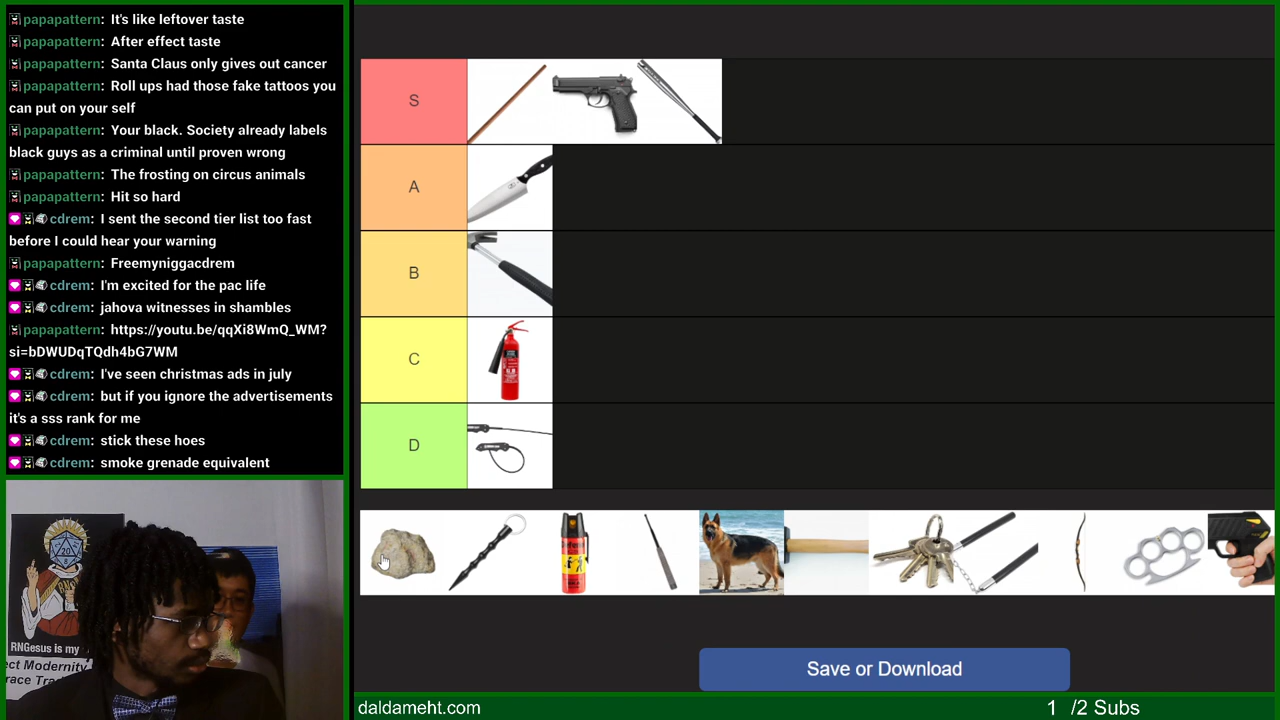 papapattern: It's like leftover taste
papapattern: After effect taste
papapattern: Santa Claus only gives out cancer
papapattern: Roll ups had those fake tattoos you
can put on your self
papapattern: Your black. Society already labels
black guys as a criminal until proven wrong
papapattern: The frosting on circus animals
papapattern: Hit so hard
cdrem: I sent the second tier list too fast
before I could hear your warning
papapattern: Freemyniggacdrem
cdrem: I'm excited for the pac life
cdrem: jahova witnesses in shambles
papapattern: https://youtu.be/qqXi8WmQ_WM?
si=bDWUDqTQdh4bG7WM
cdrem: I've seen christmas ads in july
cdrem: but if you ignore the advertisements
it's a sss rank for me
cdrem: stick these hoes
cdrem: smoke grenade equivalent
S
A
B
C
D
20
RNGesus is my
ect Modernity
race Trad
Save or Download
daldameht.com
1 /2 Subs